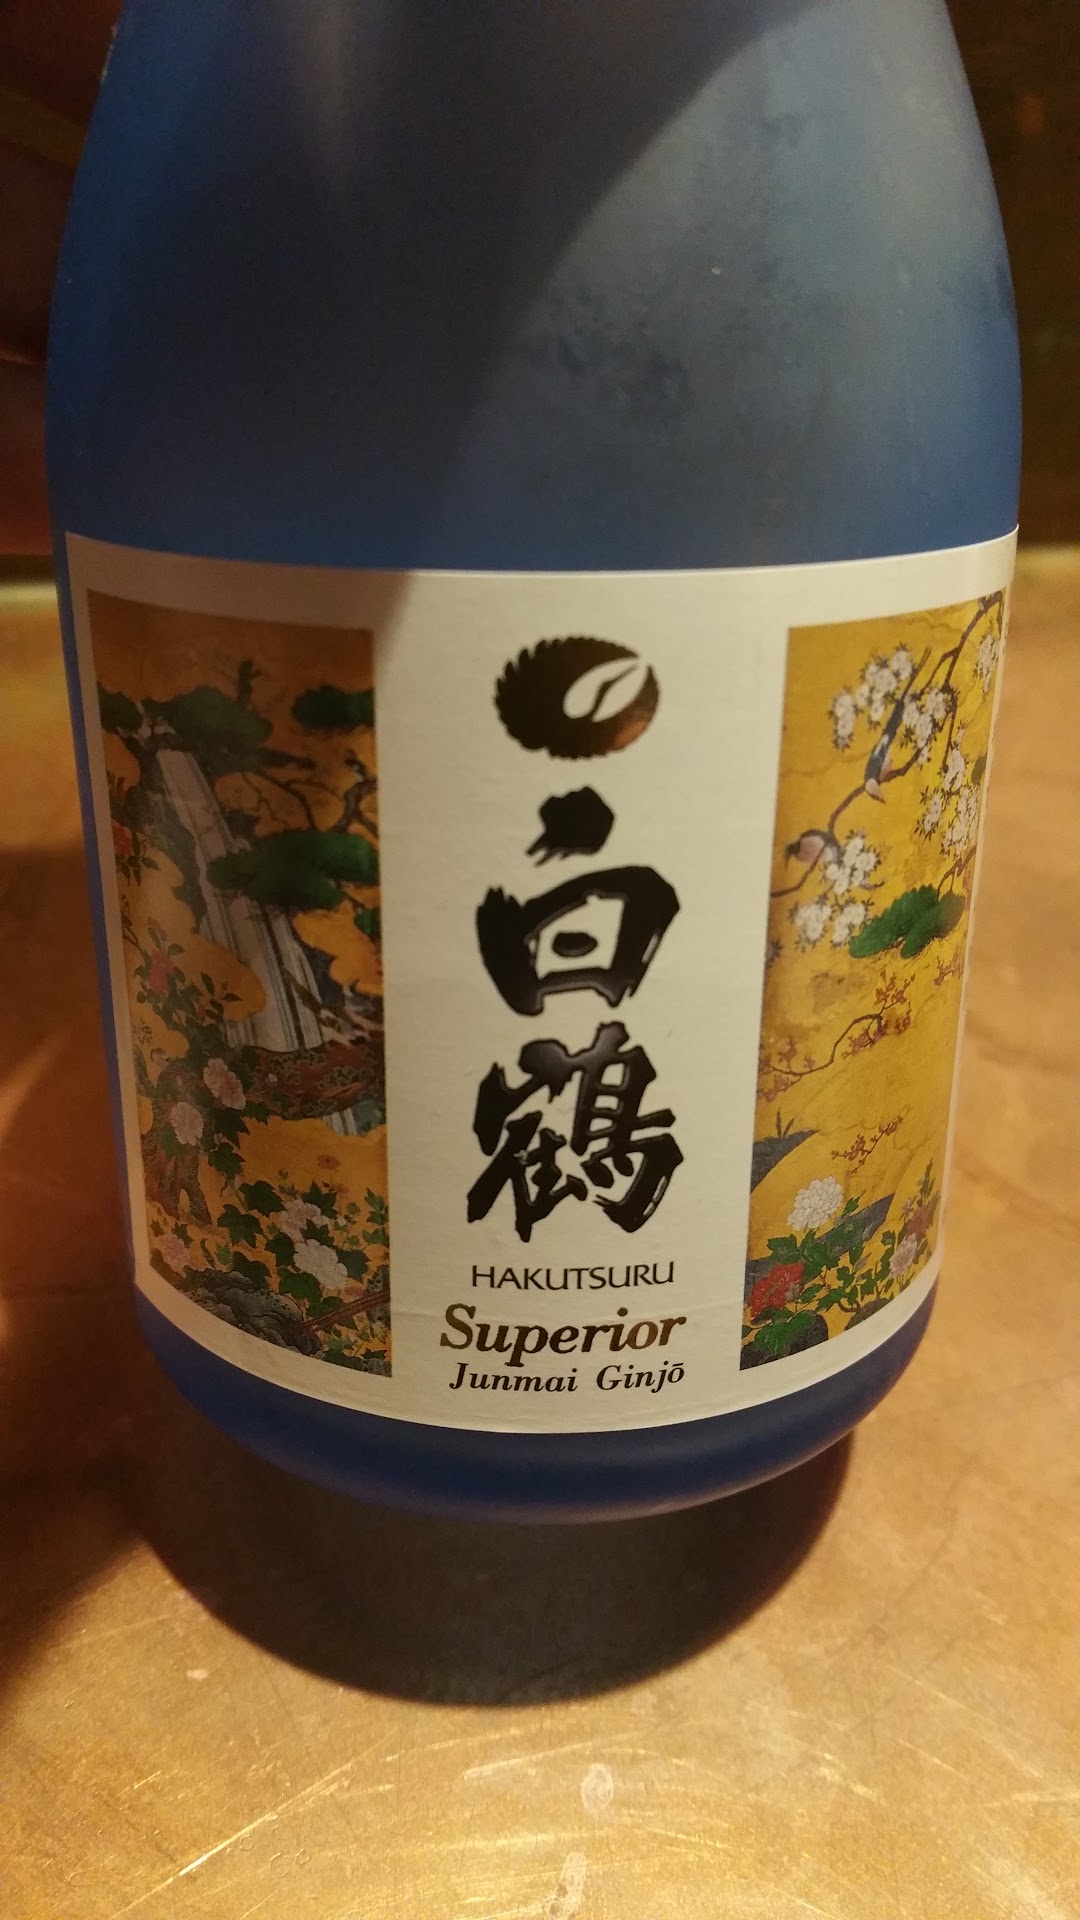 白鶴
HAKUTSURU
Superior
Junmai Ginjō